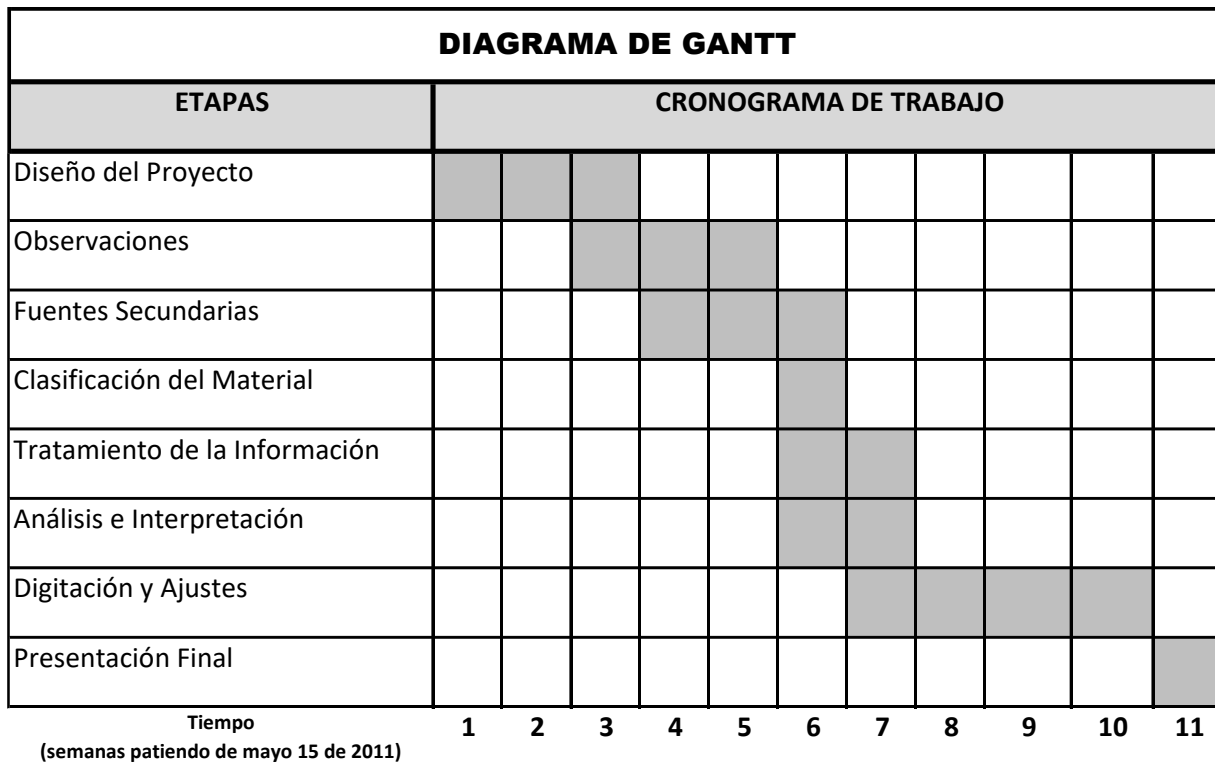 DIAGRAMA DE GANTT
ETAPAS CRONOGRAMA DE TRABAJO
Diseño del Proyecto
Observaciones
Fuentes Secundarias
Clasificación del Material
Tratamiento de la Información
Análisis e Interpretación
Digitación y Ajustes
Presentación Final
Tiempo 1 2 3 4 5 6 7 8 9 10 11
(semanas patiendo de mayo 15 de 2011)